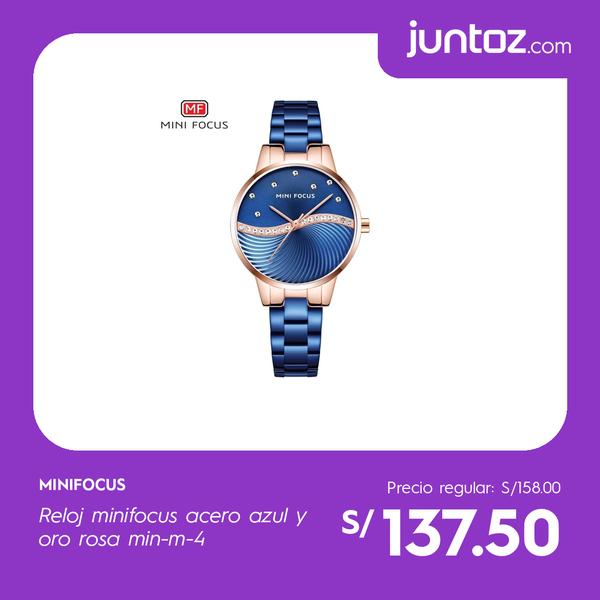 juntoz.com
MF
MINI FOCUS
MINI FOCUS
MINIFOCUS
Reloj minifocus acero azul y
oro rosa min-m-4
Precio regular: S/158.00
S/137.50